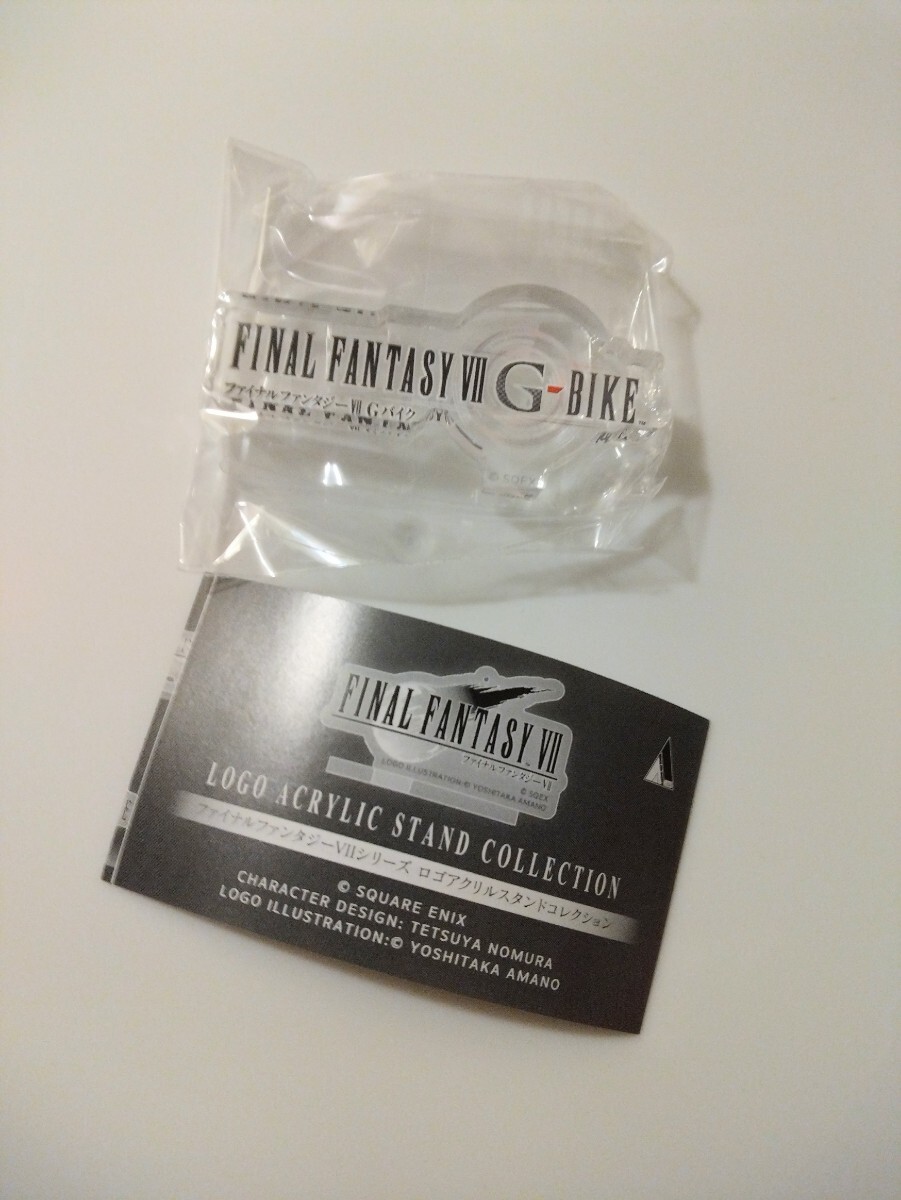 FINAL FANTASY VII G-BIKE™
ファイナルファンタジーVII Gバイク
FINAL FANTASY VII™
ファイナルファンタジーVII
LOGO ILLUSTRATION:© YOSHITAKA AMANO
© SQEX
LOGO ACRYLIC STAND COLLECTION
ファイナルファンタジーVIIシリーズ ロゴアクリルスタンドコレクション
© SQUARE ENIX
CHARACTER DESIGN: TETSUYA NOMURA
LOGO ILLUSTRATION:© YOSHITAKA AMANO